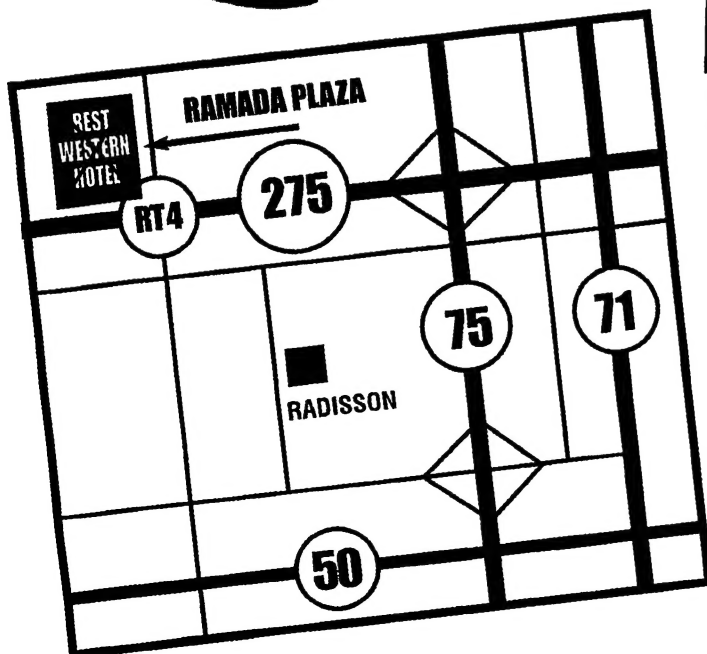 RAMADA PLAZA
BEST
WESTERN
HOTEL
RT4
275
75
71
RADISSON
50